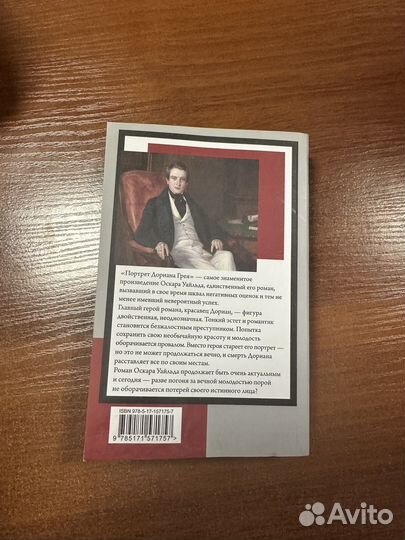 «Портрет Дориана Грея» — самое знаменитое
произведение Оскара Уайльда, единственный его роман,
вызвавший в свое время шквал негативных оценок и тем не
менее имевший невероятный успех.
Главный герой романа, красавец Дориан, — фигура
двойственная, неоднозначная. Тонкий эстет и романтик
становится безжалостным преступником. Попытка
сохранить свою необычайную красоту и молодость
оборачивается провалом. Вместо героя стареет его портрет —
но это не может продолжаться вечно, и смерть Дориана
расставляет все по своим местам.
Роман Оскара Уайльда продолжает быть очень актуальным
и сегодня — разве погоня за вечной молодостью порой
не оборачивается потерей своего истинного лица?
ISBN 978-5-17-157175-7
9 785171 571757 >
Avito